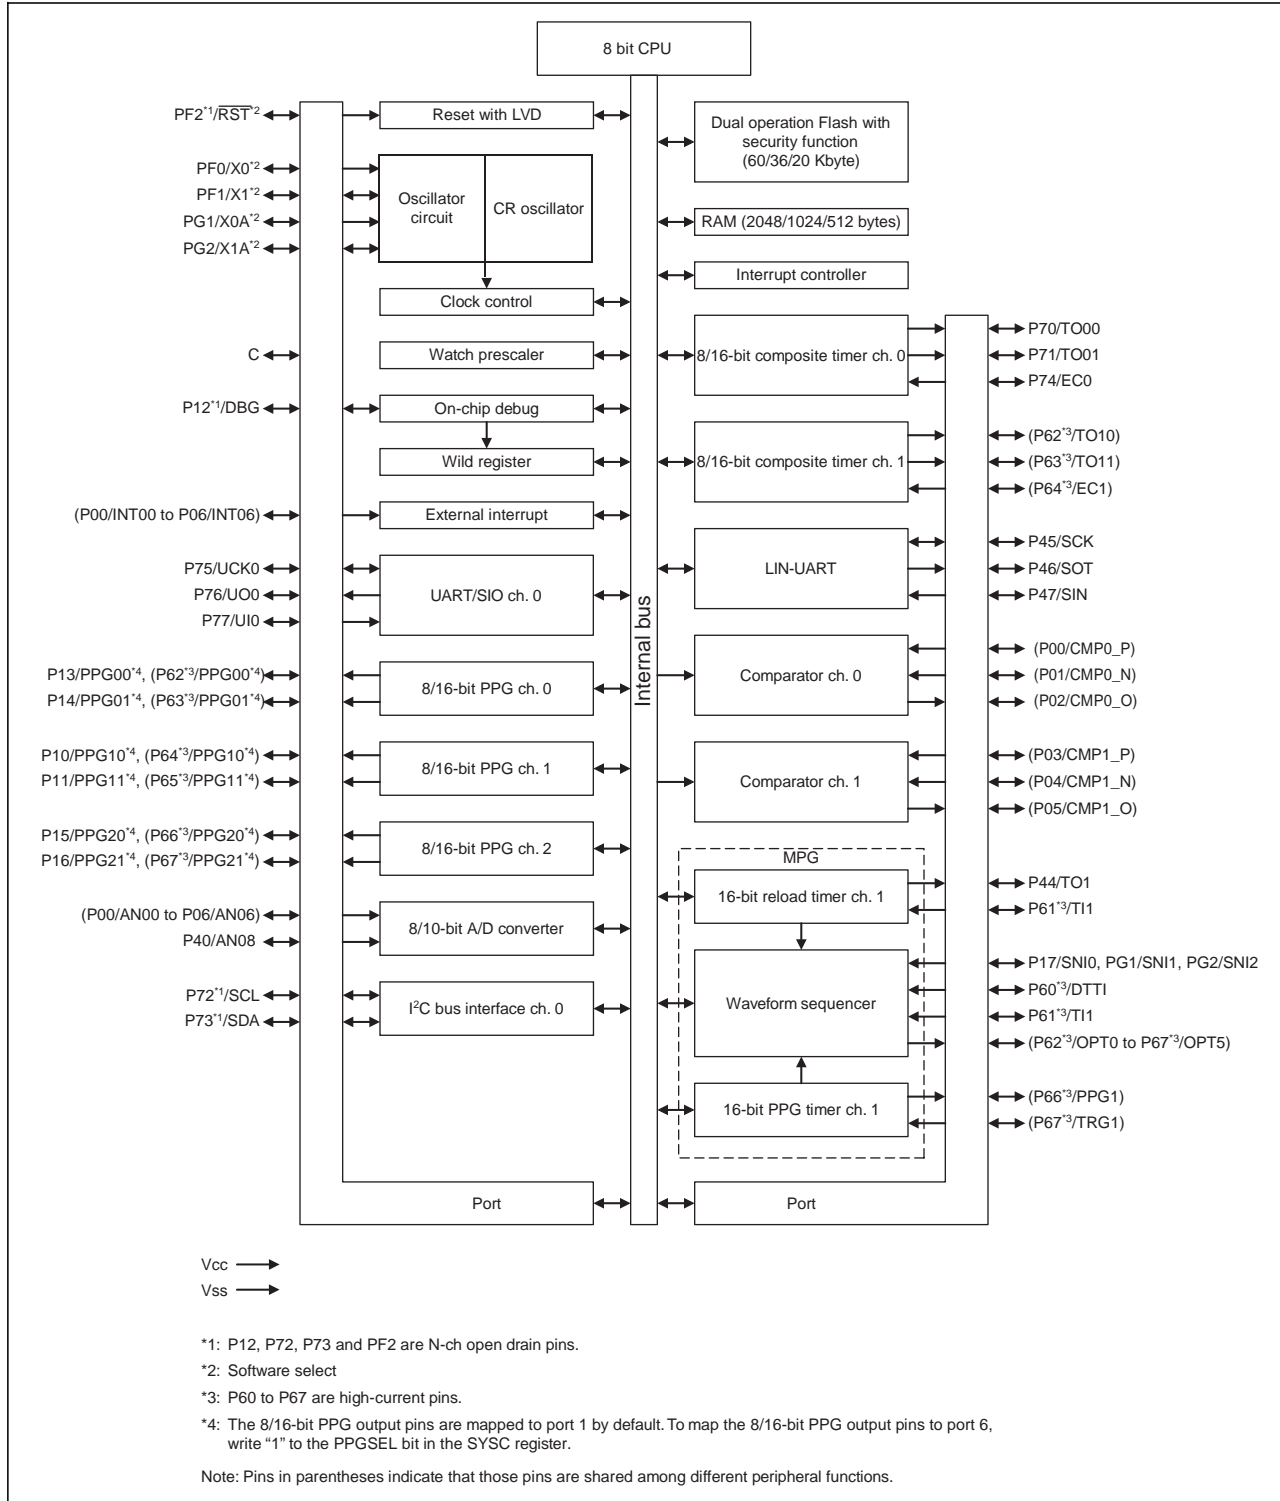 8 bit CPU
PF2*1/RST*2
Reset with LVD
PF0/X0*2
PF1/X1*2
PG1/X0A*2
PG2/X1A*2
Oscillator
circuit
CR oscillator
Clock control
C
Watch prescaler
P12*1/DBG
On-chip debug
Wild register
(P00/INT00 to P06/INT06)
External interrupt
P75/UCK0
P76/UO0
P77/UI0
UART/SIO ch. 0
P13/PPG00*4, (P62*3/PPG00*4)
P14/PPG01*4, (P63*3/PPG01*4)
8/16-bit PPG ch. 0
P10/PPG10*4, (P64*3/PPG10*4)
P11/PPG11*4, (P65*3/PPG11*4)
8/16-bit PPG ch. 1
P15/PPG20*4, (P66*3/PPG20*4)
P16/PPG21*4, (P67*3/PPG21*4)
8/16-bit PPG ch. 2
(P00/AN00 to P06/AN06)
P40/AN08
8/10-bit A/D converter
P72*1/SCL
P73*1/SDA
I2C bus interface ch. 0
Port
Internal bus
Dual operation Flash with
security function
(60/36/20 Kbyte)
RAM (2048/1024/512 bytes)
Interrupt controller
8/16-bit composite timer ch. 0
P70/TO00
P71/TO01
P74/EC0
8/16-bit composite timer ch. 1
(P62*3/TO10)
(P63*3/TO11)
(P64*3/EC1)
LIN-UART
P45/SCK
P46/SOT
P47/SIN
Comparator ch. 0
(P00/CMP0_P)
(P01/CMP0_N)
(P02/CMP0_O)
Comparator ch. 1
(P03/CMP1_P)
(P04/CMP1_N)
(P05/CMP1_O)
MPG
16-bit reload timer ch. 1
P44/TO1
P61*3/TI1
Waveform sequencer
P17/SNI0, PG1/SNI1, PG2/SNI2
P60*3/DTTI
P61*3/TI1
(P62*3/OPT0 to P67*3/OPT5)
16-bit PPG timer ch. 1
(P66*3/PPG1)
(P67*3/TRG1)
Port
Vcc
Vss
*1: P12, P72, P73 and PF2 are N-ch open drain pins.
*2: Software select
*3: P60 to P67 are high-current pins.
*4: The 8/16-bit PPG output pins are mapped to port 1 by default. To map the 8/16-bit PPG output pins to port 6,
write “1” to the PPGSEL bit in the SYSC register.
Note: Pins in parentheses indicate that those pins are shared among different peripheral functions.